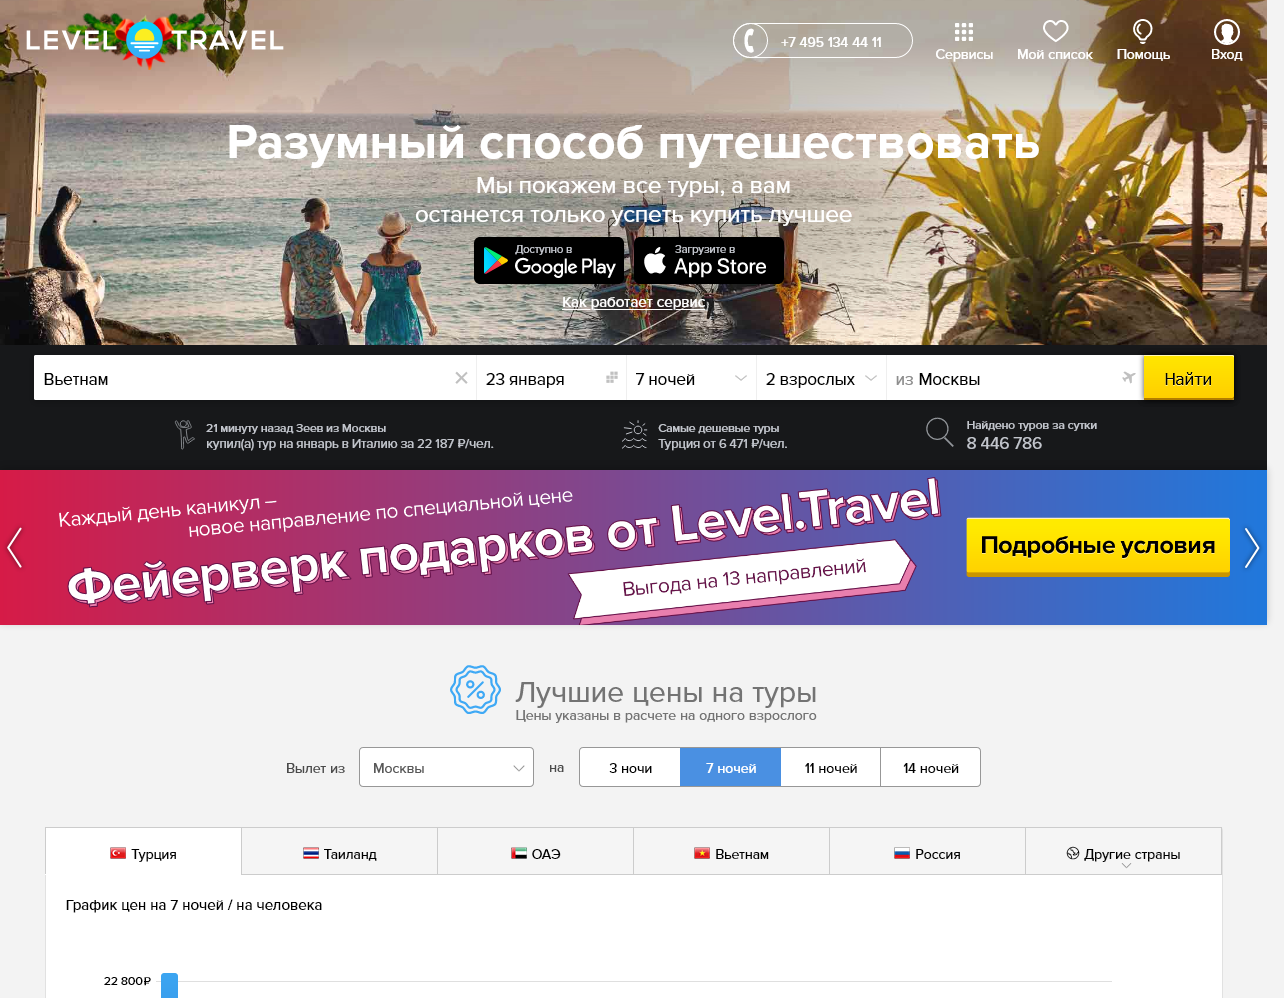 LEVEL TRAVEL
+7 495 134 44 11
Сервисы
Мой список
Помощь
Вход
Разумный способ путешествовать
Мы покажем все туры, а вам
останется только успеть купить лучшее
Доступно в
Google Play
Загрузите в
App Store
Как работает сервис
Вьетнам
23 января
7 ночей
2 взрослых
из Москвы
Найти
21 минуту назад Зеев из Москвы
купил(а) тур на январь в Италию за 22 187 ₽/чел.
Самые дешевые туры
Турция от 6 471 ₽/чел.
Найдено туров за сутки
8 446 786
Каждый день каникул –
новое направление по специальной цене
Фейерверк подарков от Level.Travel
Выгода на 13 направлений
Подробные условия
Лучшие цены на туры
Цены указаны в расчете на одного взрослого
Вылет из
Москвы
на
3 ночи
7 ночей
11 ночей
14 ночей
Турция
Таиланд
ОАЭ
Вьетнам
Россия
Другие страны
График цен на 7 ночей / на человека
22 800₽